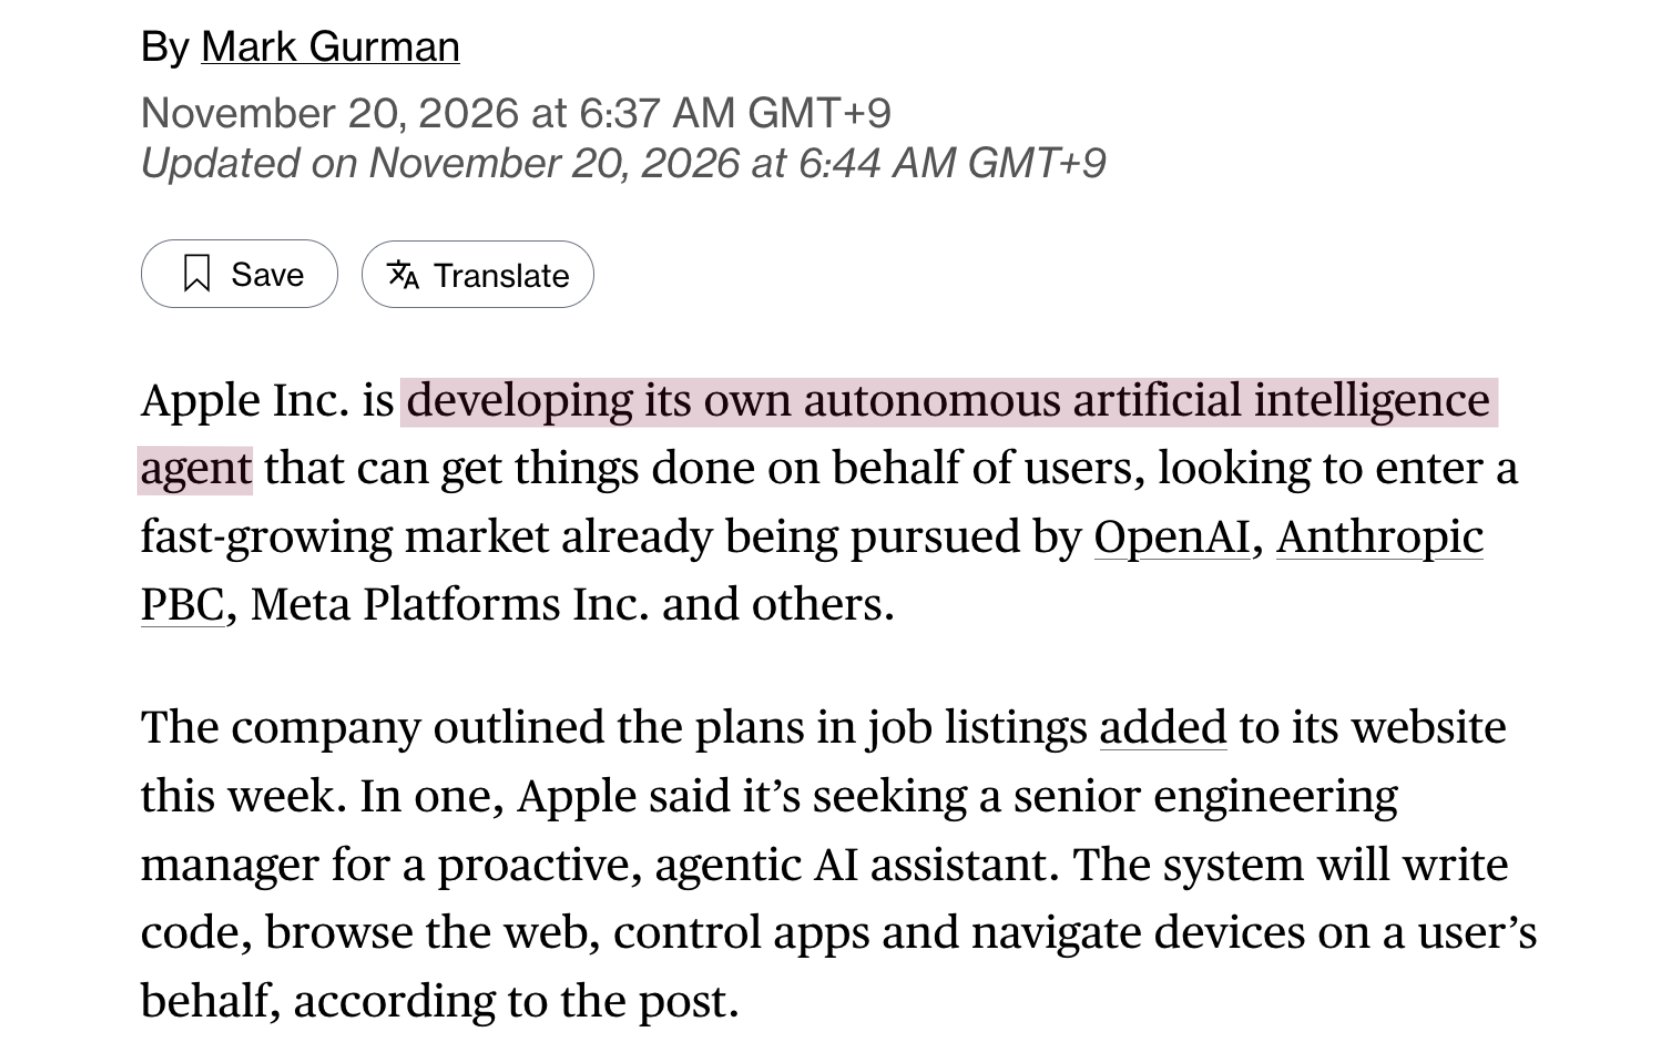 By Mark Gurman
November 20, 2026 at 6:37 AM GMT+9
Updated on November 20, 2026 at 6:44 AM GMT+9
Save
Translate
Apple Inc. is developing its own autonomous artificial intelligence
agent that can get things done on behalf of users, looking to enter a
fast-growing market already being pursued by OpenAI, Anthropic
PBC, Meta Platforms Inc. and others.
The company outlined the plans in job listings added to its website
this week. In one, Apple said it’s seeking a senior engineering
manager for a proactive, agentic AI assistant. The system will write
code, browse the web, control apps and navigate devices on a user’s
behalf, according to the post.